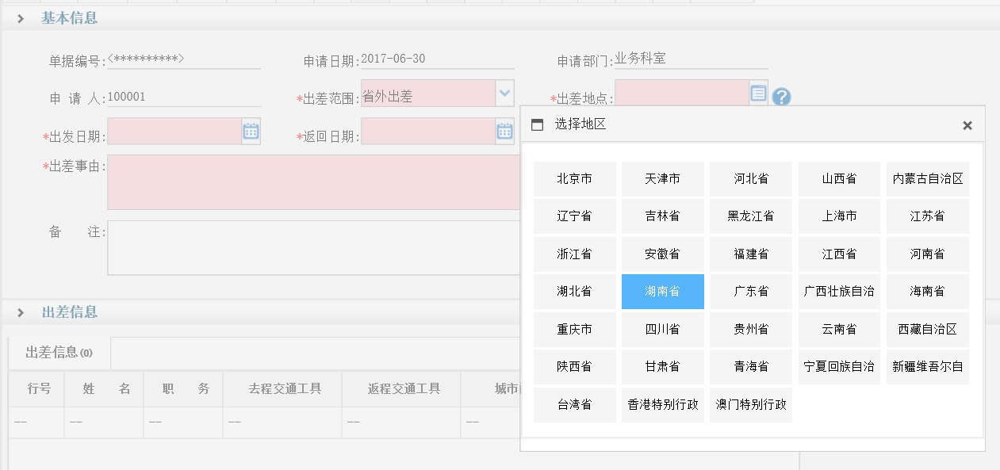 基本信息
单据编号:<**********> 申请日期:2017-06-30 申请部门:业务科室
申 请 人:100001 *出差范围:省外出差 *出差地点:
*出发日期: *返回日期:
*出差事由:
备 注:
选择地区
北京市 天津市 河北省 山西省 内蒙古自治区
辽宁省 吉林省 黑龙江省 上海市 江苏省
浙江省 安徽省 福建省 江西省 河南省
湖北省 湖南省 广东省 广西壮族自治 海南省
重庆市 四川省 贵州省 云南省 西藏自治区
陕西省 甘肃省 青海省 宁夏回族自治 新疆维吾尔自
台湾省 香港特别行政 澳门特别行政
出差信息
出差信息(0)
行号 姓 名 职 务 去程交通工具 返程交通工具 城市
-- -- -- -- -- --